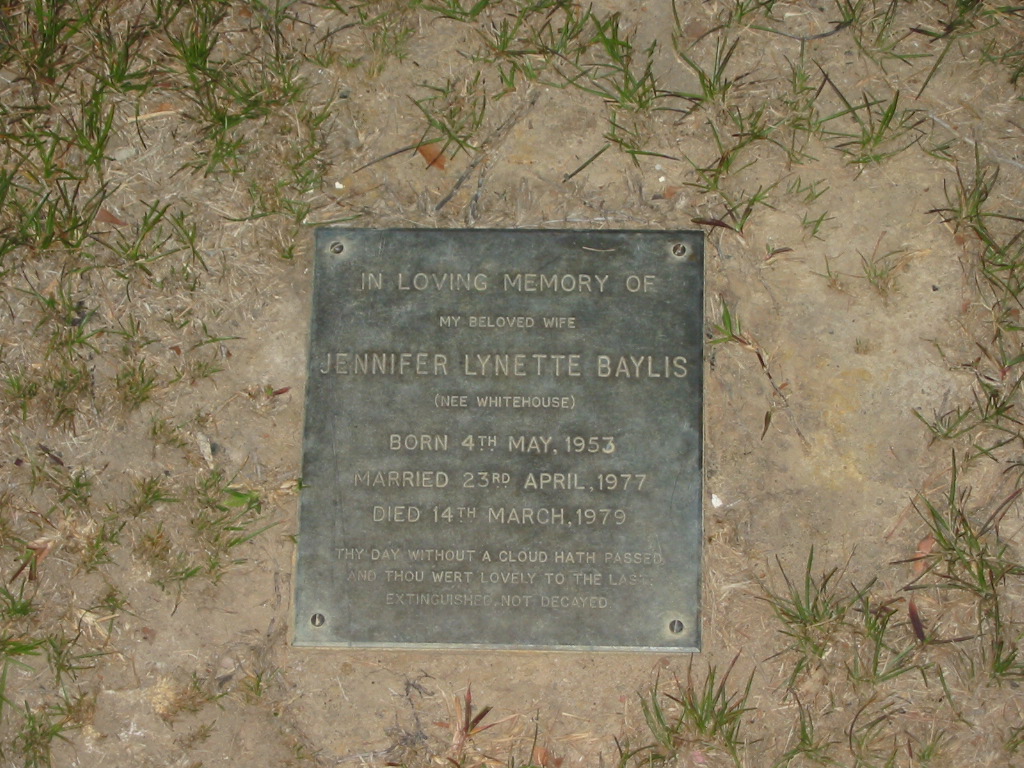 IN LOVING MEMORY OF
MY BELOVED WIFE
JENNIFER LYNETTE BAYLIS
(NEE WHITEHOUSE)
BORN 4TH MAY, 1953
MARRIED 23RD APRIL, 1977
DIED 14TH MARCH, 1979
THY DAY WITHOUT A CLOUD HATH PASSED,
AND THOU WERT LOVELY TO THE LAST;
EXTINGUISHED, NOT DECAYED